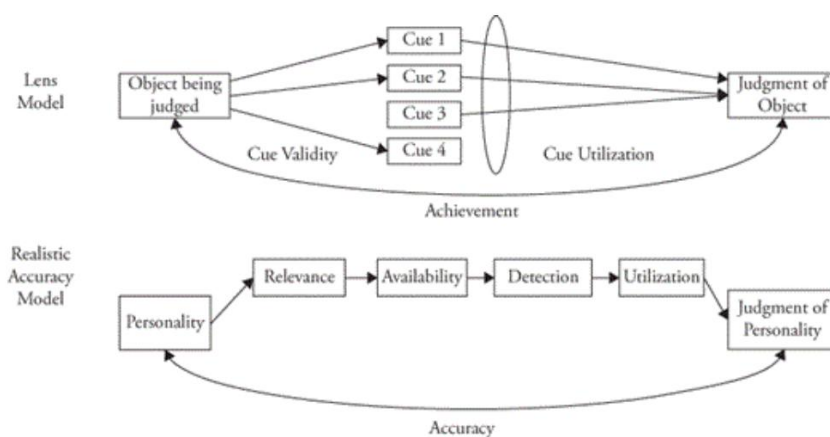 Lens
Model
Object being
judged
Cue 1
Cue 2
Cue 3
Cue 4
Judgment of
Object
Cue Validity
Cue Utilization
Achievement
Realistic
Accuracy
Model
Personality
Relevance
Availability
Detection
Utilization
Judgment of
Personality
Accuracy